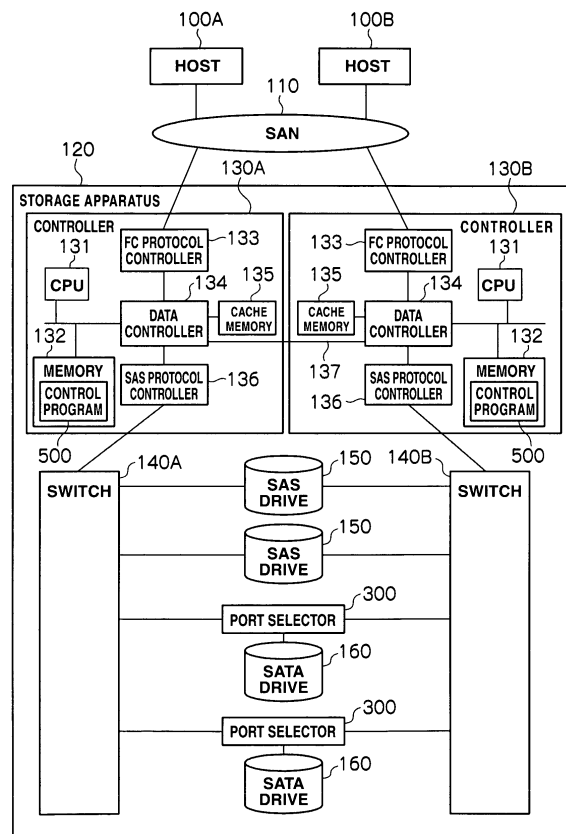 100A
100B
HOST
HOST
110
SAN
120
130A
130B
STORAGE APPARATUS
CONTROLLER
131
CPU
FC PROTOCOL
CONTROLLER
133
134
135
DATA
CONTROLLER
CACHE
MEMORY
132
MEMORY
CONTROL
PROGRAM
SAS PROTOCOL
CONTROLLER
136
500
CONTROLLER
133
FC PROTOCOL
CONTROLLER
131
CPU
135
134
CACHE
MEMORY
DATA
CONTROLLER
132
137
136
SAS PROTOCOL
CONTROLLER
MEMORY
CONTROL
PROGRAM
500
140A
SWITCH
150
SAS
DRIVE
140B
SWITCH
150
SAS
DRIVE
300
PORT SELECTOR
160
SATA
DRIVE
300
PORT SELECTOR
160
SATA
DRIVE